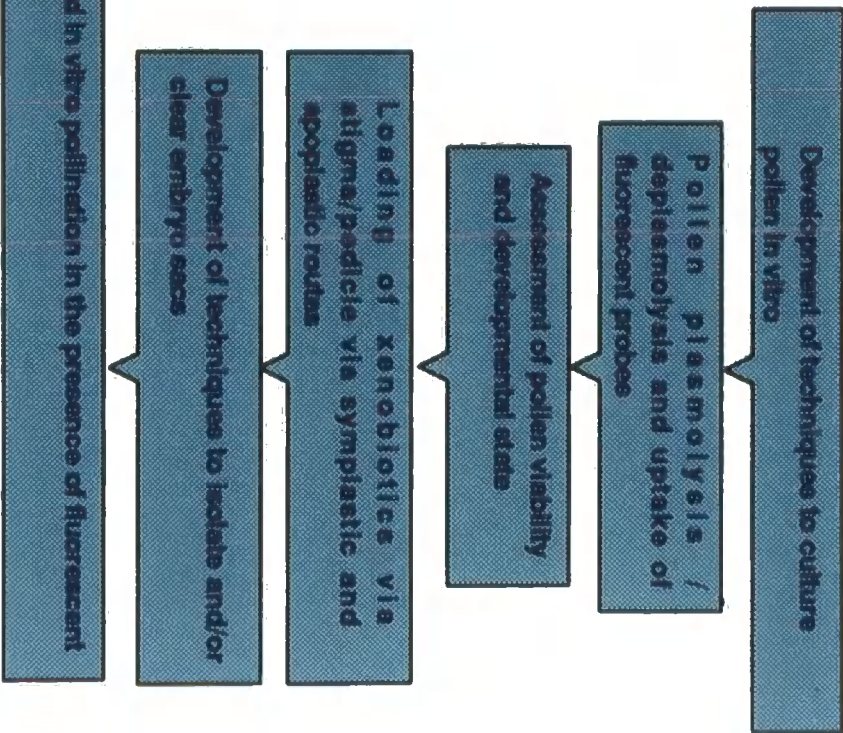 Development of techniques to culture
pollen in vitro
Pollen plasmolysis /
deplasmolysis and uptake of
fluorescent probes
Assessment of pollen viability
and developmental state
Loading of xenobiotics via
stigma/pedicle via symplastic and
apoplastic routes
Development of techniques to isolate and/or
clear embryo sacs
in vitro pollination in the presence of fluorescent